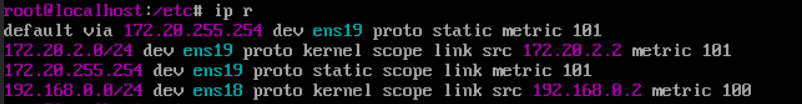 root@localhost:/etc# ip r
default via 172.20.255.254 dev ens19 proto static metric 101
172.20.2.0/24 dev ens19 proto kernel scope link src 172.20.2.2 metric 101
172.20.255.254 dev ens19 proto static scope link metric 101
192.168.0.0/24 dev ens18 proto kernel scope link src 192.168.0.2 metric 100